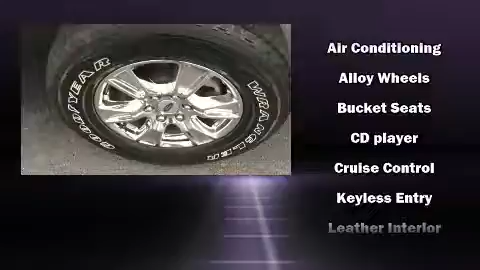 GOODYEAR
WRANGLER
Air Conditioning
Alloy Wheels
Bucket Seats
CD player
Cruise Control
Keyless Entry
Leather Interior